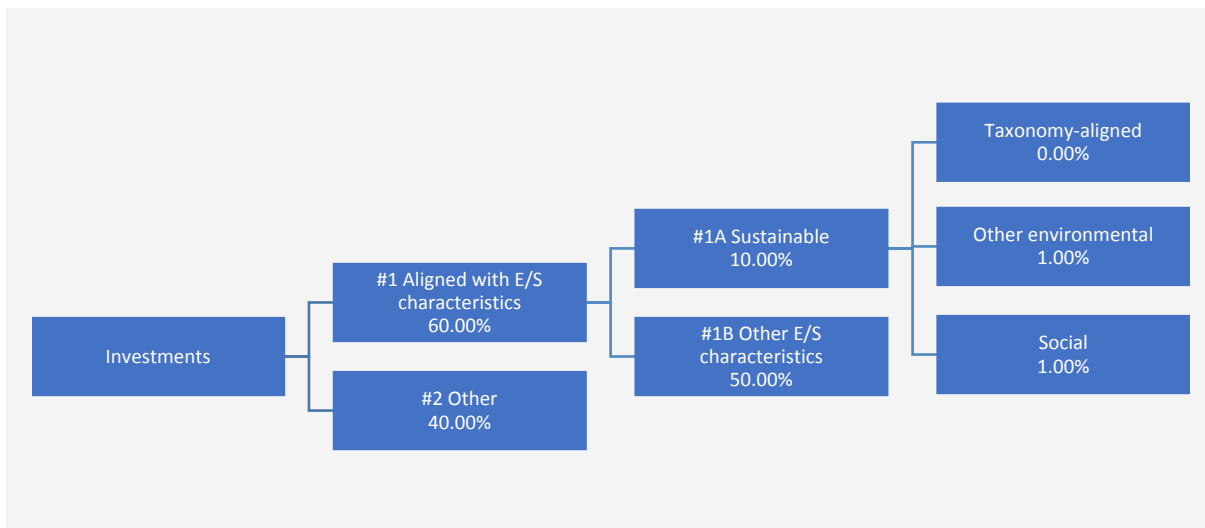 Investments
#1 Aligned with E/S
characteristics
60.00%
#2 Other
40.00%
#1A Sustainable
10.00%
#1B Other E/S
characteristics
50.00%
Taxonomy-aligned
0.00%
Other environmental
1.00%
Social
1.00%